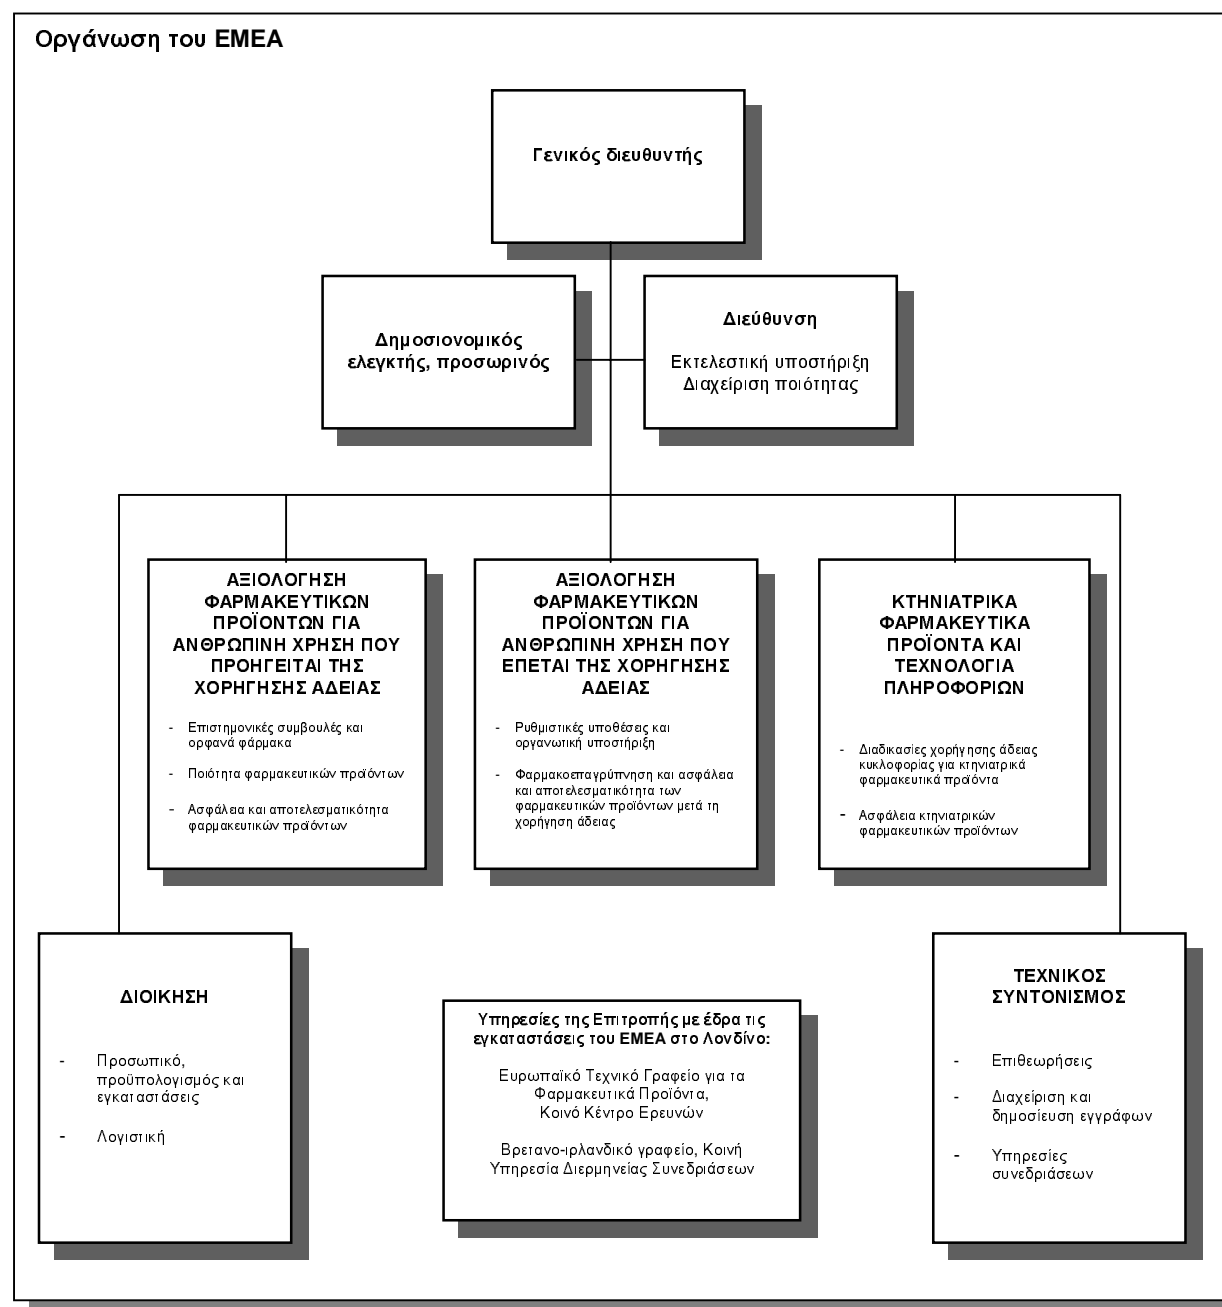 Οργάνωση του EMEA
Γενικός διευθυντής
Δημοσιονομικός
ελεγκτής, προσωρινός
Διεύθυνση
Εκτελεστική υποστήριξη
Διαχείριση ποιότητας
ΑΞΙΟΛΟΓΗΣΗ
ΦΑΡΜΑΚΕΥΤΙΚΩΝ
ΠΡΟΪΟΝΤΩΝ ΓΙΑ
ΑΝΘΡΩΠΙΝΗ ΧΡΗΣΗ ΠΟΥ
ΠΡΟΗΓΕΙΤΑΙ ΤΗΣ
ΧΟΡΗΓΗΣΗΣ ΑΔΕΙΑΣ
- Επιστημονικές συμβουλές και
ορφανά φάρμακα
- Ποιότητα φαρμακευτικών προϊόντων
- Ασφάλεια και αποτελεσματικότητα
φαρμακευτικών προϊόντων
ΑΞΙΟΛΟΓΗΣΗ
ΦΑΡΜΑΚΕΥΤΙΚΩΝ
ΠΡΟΪΟΝΤΩΝ ΓΙΑ
ΑΝΘΡΩΠΙΝΗ ΧΡΗΣΗ ΠΟΥ
ΕΠΕΤΑΙ ΤΗΣ ΧΟΡΗΓΗΣΗΣ
ΑΔΕΙΑΣ
- Ρυθμιστικές υποθέσεις και
οργανωτική υποστήριξη
- Φαρμακοεπαγρύπνηση και ασφάλεια
και αποτελεσματικότητα των
φαρμακευτικών προϊόντων μετά τη
χορήγηση άδειας
ΚΤΗΝΙΑΤΡΙΚΑ
ΦΑΡΜΑΚΕΥΤΙΚΑ
ΠΡΟΪΟΝΤΑ ΚΑΙ
ΤΕΧΝΟΛΟΓΙΑ
ΠΛΗΡΟΦΟΡΙΩΝ
- Διαδικασίες χορήγησης άδειας
κυκλοφορίας για κτηνιατρικά
φαρμακευτικά προϊόντα
- Ασφάλεια κτηνιατρικών
φαρμακευτικών προϊόντων
ΔΙΟΙΚΗΣΗ
- Προσωπικό,
προϋπολογισμός και
εγκαταστάσεις
- Λογιστική
Υπηρεσίες της Επιτροπής με έδρα τις
εγκαταστάσεις του EMEA στο Λονδίνο:
Ευρωπαϊκό Τεχνικό Γραφείο για τα
Φαρμακευτικά Προϊόντα,
Κοινό Κέντρο Ερευνών
Βρετανο-ιρλανδικό γραφείο, Κοινή
Υπηρεσία Διερμηνείας Συνεδριάσεων
ΤΕΧΝΙΚΟΣ
ΣΥΝΤΟΝΙΣΜΟΣ
- Επιθεωρήσεις
- Διαχείριση και
δημοσίευση εγγράφων
- Υπηρεσίες
συνεδριάσεων